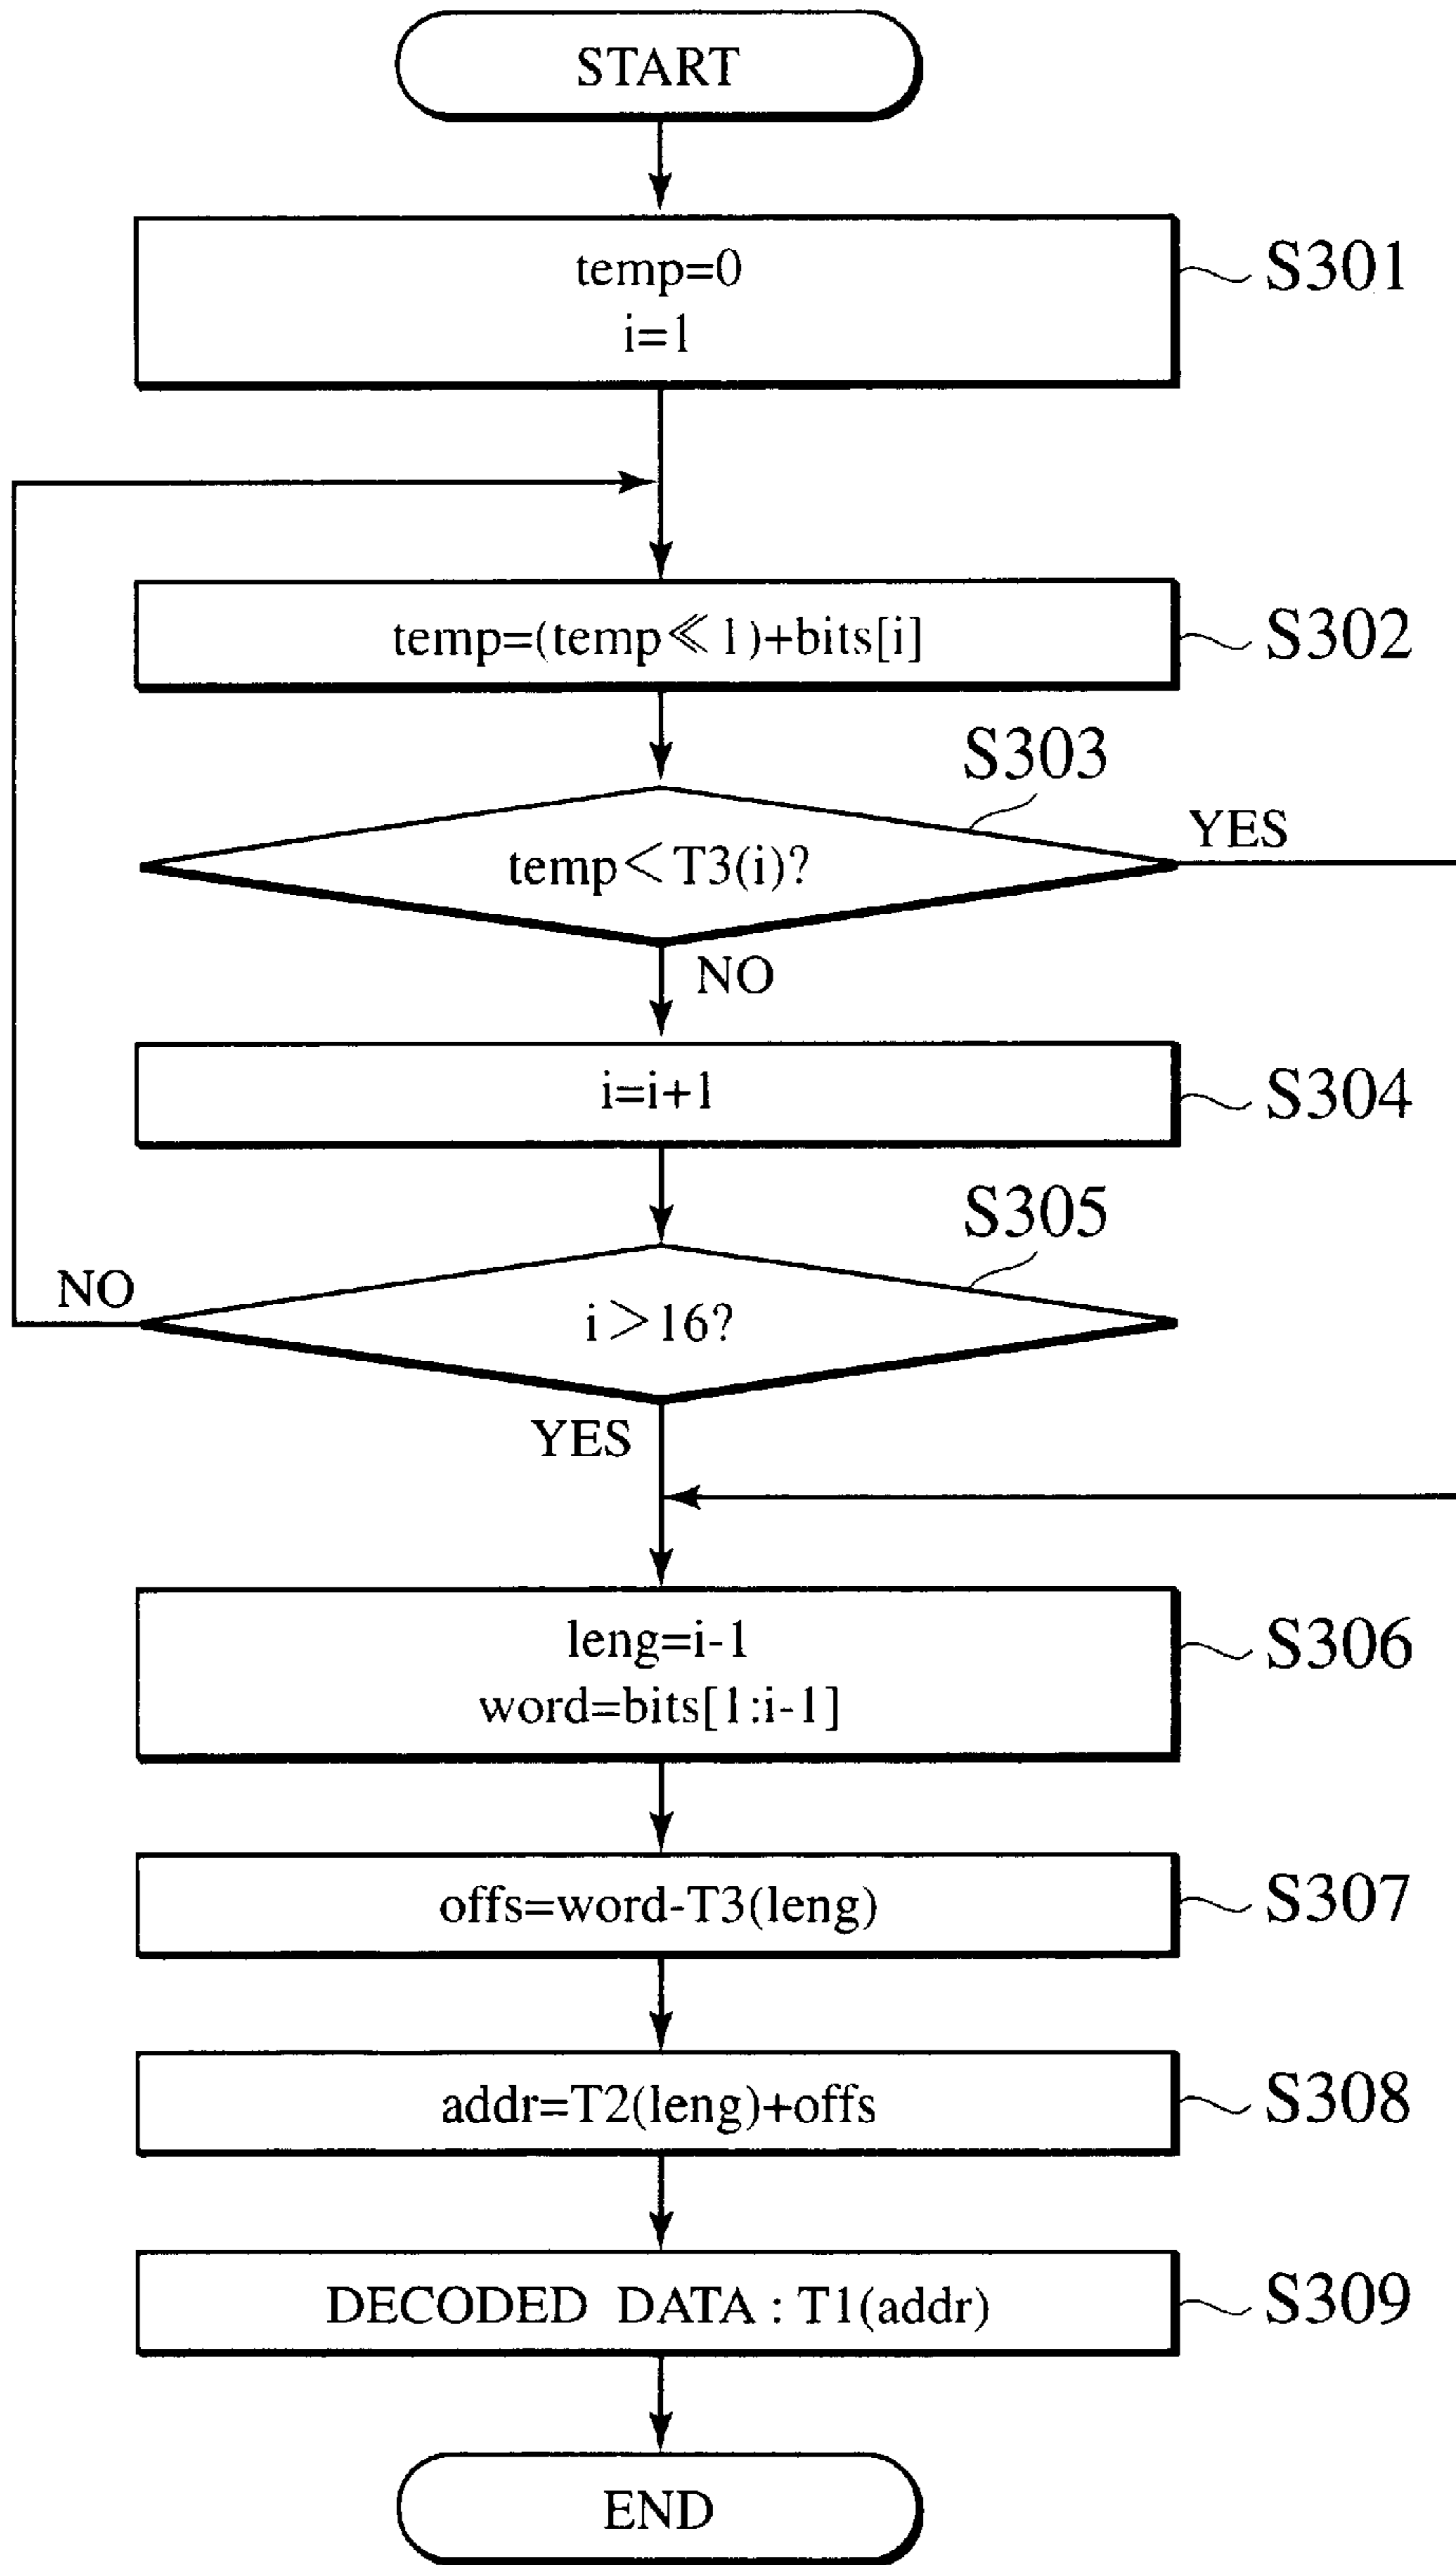 START
temp=0
i=1
S301
temp=(temp≪1)+bits[i]
S302
S303
temp<T3(i)?
YES
NO
i=i+1
S304
S305
i>16?
NO
YES
leng=i-1
word=bits[1:i-1]
S306
offs=word-T3(leng)
S307
addr=T2(leng)+offs
S308
DECODED DATA : T1(addr)
S309
END